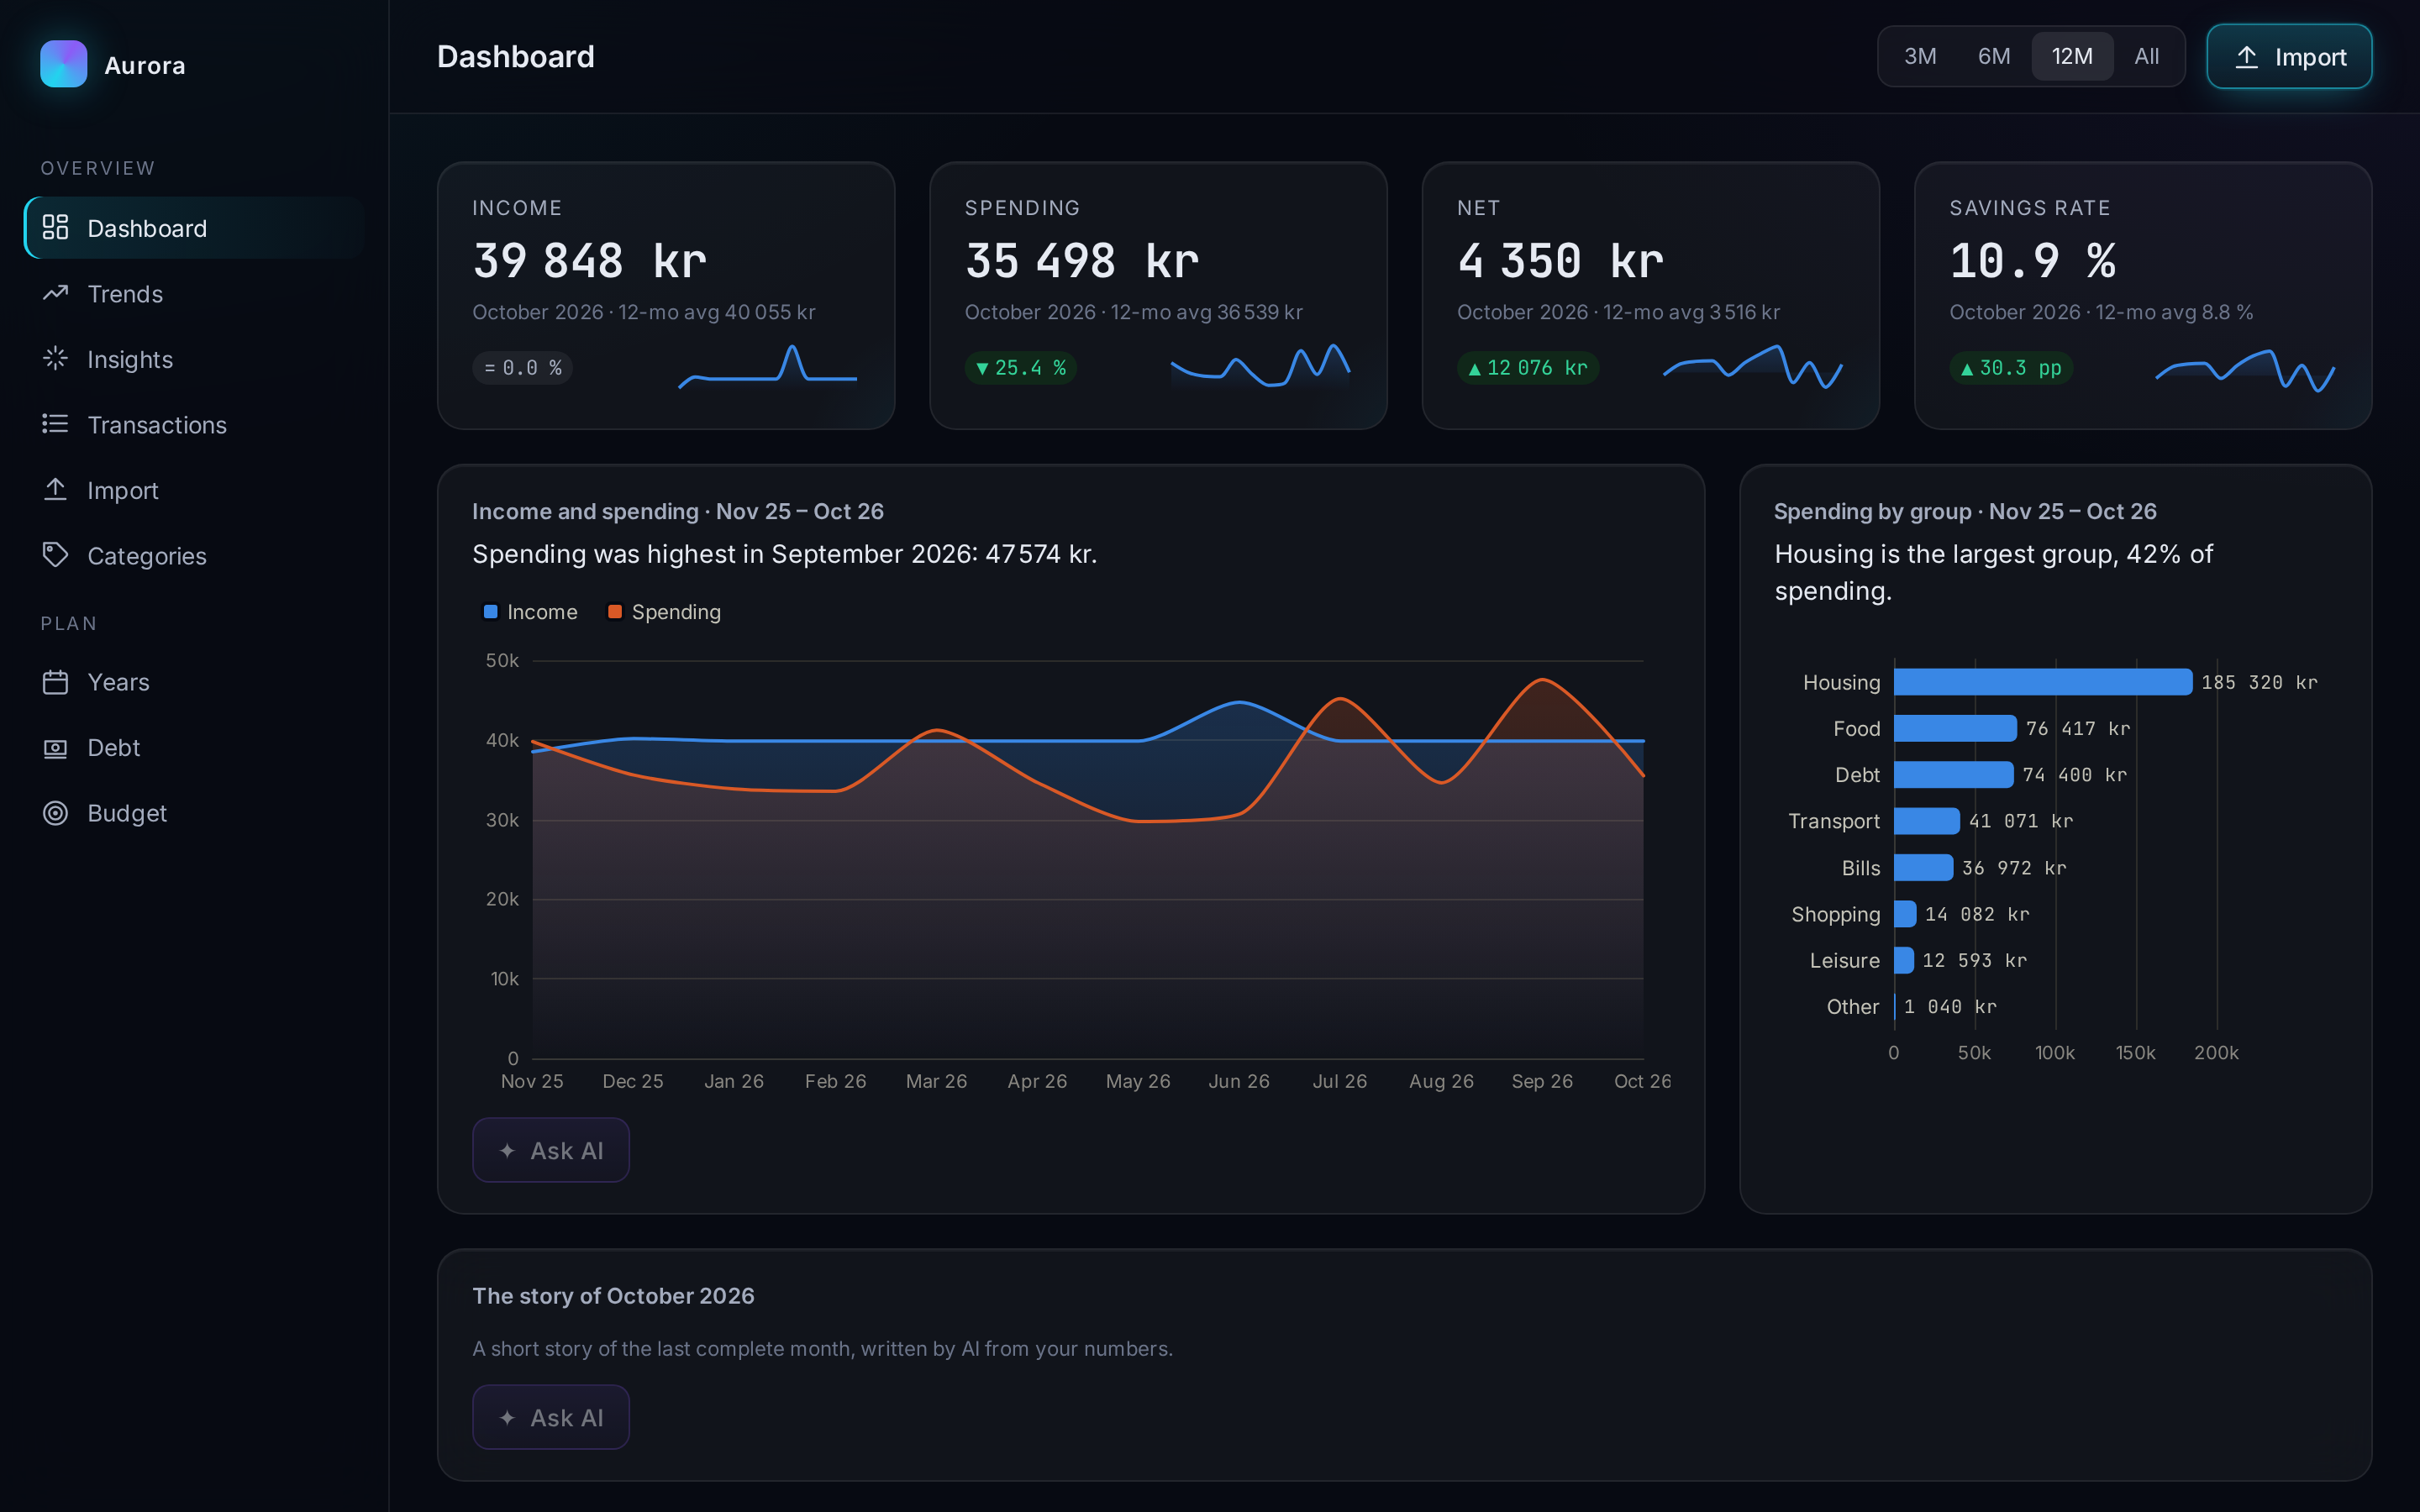 Aurora
OVERVIEW
Dashboard
Trends
Insights
Transactions
Import
Categories
PLAN
Years
Debt
Budget
Dashboard
3M 6M 12M All
Import
INCOME
39 848 kr
October 2026 · 12-mo avg 40 055 kr
= 0.0 %
SPENDING
35 498 kr
October 2026 · 12-mo avg 36 539 kr
▼ 25.4 %
NET
4 350 kr
October 2026 · 12-mo avg 3 516 kr
▲ 12 076 kr
SAVINGS RATE
10.9 %
October 2026 · 12-mo avg 8.8 %
▲ 30.3 pp
Income and spending · Nov 25 – Oct 26
Spending was highest in September 2026: 47 574 kr.
Income Spending
50k
40k
30k
20k
10k
0
Nov 25 Dec 25 Jan 26 Feb 26 Mar 26 Apr 26 May 26 Jun 26 Jul 26 Aug 26 Sep 26 Oct 26
✦ Ask AI
Spending by group · Nov 25 – Oct 26
Housing is the largest group, 42% of
spending.
Housing 185 320 kr
Food 76 417 kr
Debt 74 400 kr
Transport 41 071 kr
Bills 36 972 kr
Shopping 14 082 kr
Leisure 12 593 kr
Other 1 040 kr
0 50k 100k 150k 200k
The story of October 2026
A short story of the last complete month, written by AI from your numbers.
✦ Ask AI